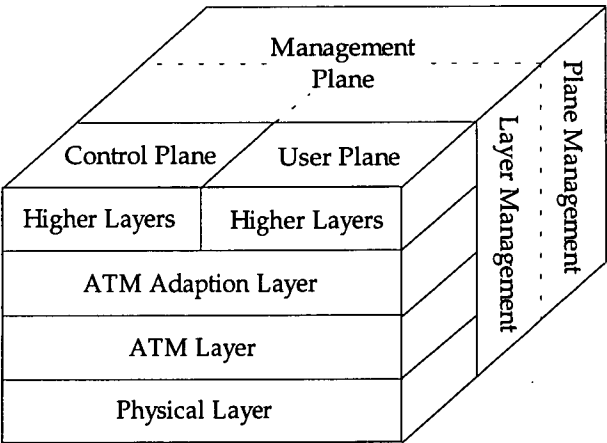 Management
Plane
Control Plane
User Plane
Plane Management
Layer Management
Higher Layers
Higher Layers
ATM Adaption Layer
ATM Layer
Physical Layer